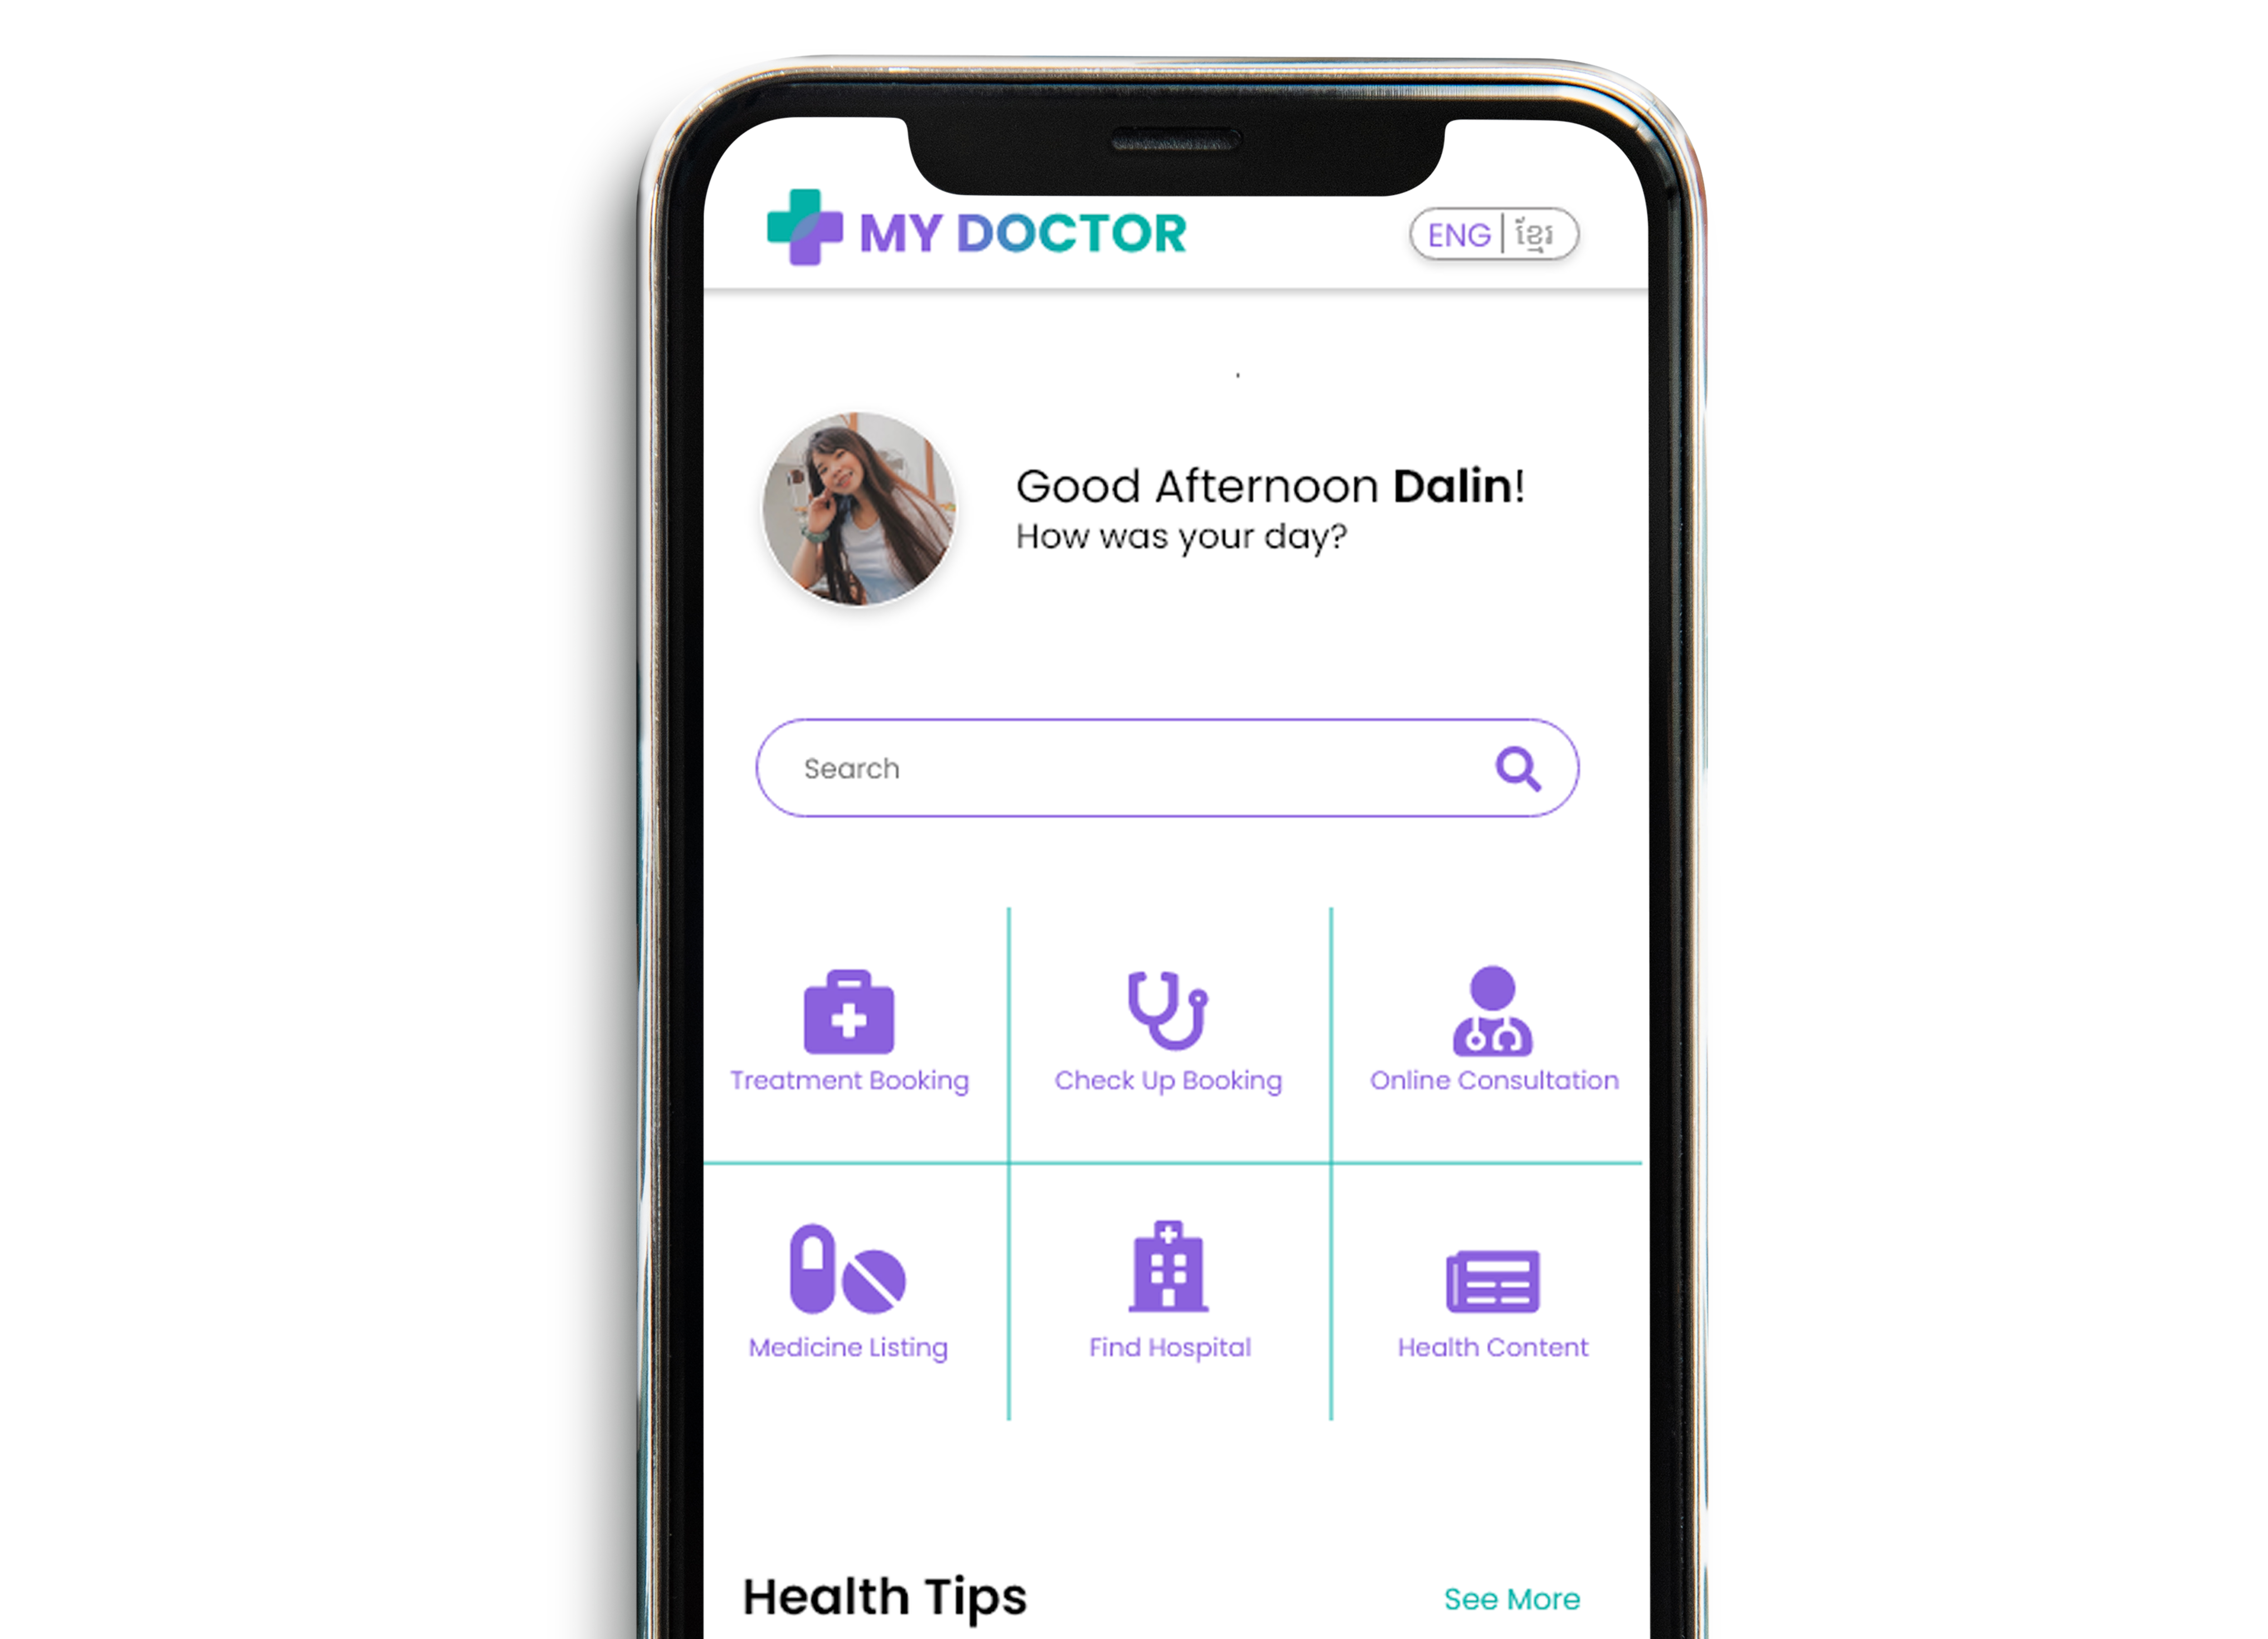 MY DOCTOR
ENG | ខ្មែរ
Good Afternoon Dalin!
How was your day?
Search
Treatment Booking
Check Up Booking
Online Consultation
Medicine Listing
Find Hospital
Health Content
Health Tips
See More